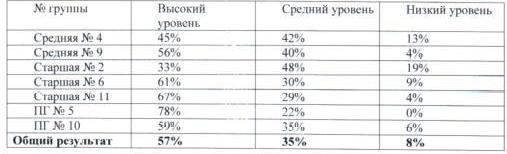 № группы Высокий уровень Средний уровень Низкий уровень
Средняя № 4 45% 42% 13%
Средняя № 9 56% 40% 4%
Старшая № 2 33% 48% 19%
Старшая № 6 61% 30% 9%
Старшая № 11 67% 29% 4%
ПГ № 5 78% 22% 0%
ПГ № 10 59% 35% 6%
Общий результат 57% 35% 8%